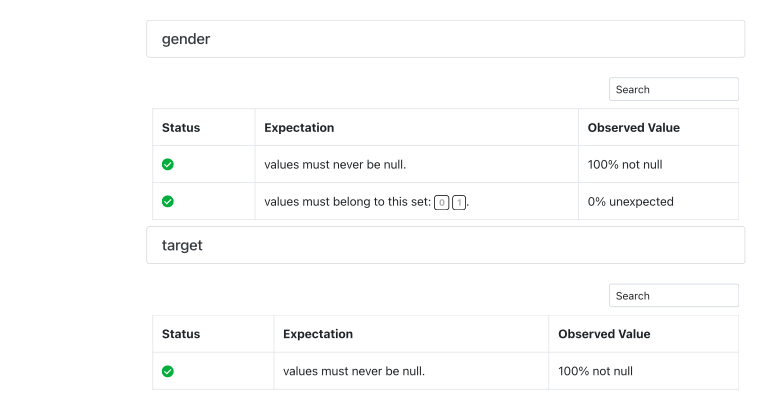 gender
Search
Status Expectation Observed Value
values must never be null. 100% not null
values must belong to this set: 0 1. 0% unexpected
target
Search
Status Expectation Observed Value
values must never be null. 100% not null